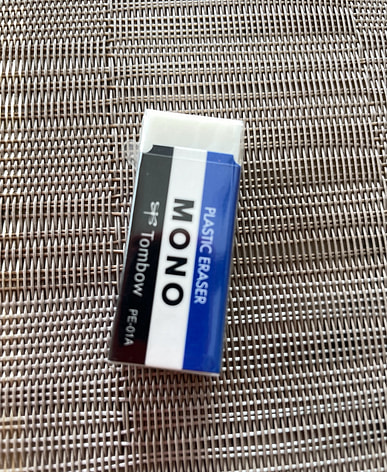 PLASTIC ERASER
MONO
Tombow PE-01A